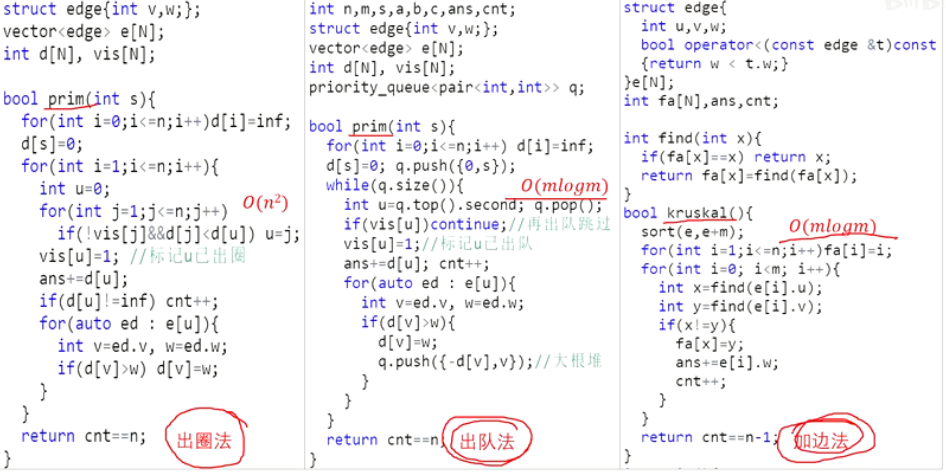 struct edge{int v,w;};
vector<edge> e[N];
int d[N], vis[N];
bool prim(int s){
for(int i=0;i<=n;i++)d[i]=inf;
d[s]=0;
for(int i=1;i<=n;i++){
int u=0;
for(int j=1;j<=n;j++)
O(n²)
if(!vis[j]&&d[j]<d[u]) u=j;
vis[u]=1; //标记u已出圈
ans+=d[u];
if(d[u]!=inf) cnt++;
for(auto ed : e[u]){
int v=ed.v, w=ed.w;
if(d[v]>w) d[v]=w;
}
}
return cnt==n;
出圈法
}
int n,m,s,a,b,c,ans,cnt;
struct edge{int v,w;};
vector<edge> e[N];
int d[N], vis[N];
priority_queue<pair<int,int>> q;
bool prim(int s){
for(int i=0;i<=n;i++) d[i]=inf;
d[s]=0; q.push({0,s});
while(q.size()){
O(mlogm)
int u=q.top().second; q.pop();
if(vis[u])continue;//再出队跳过
vis[u]=1;//标记u已出队
ans+=d[u]; cnt++;
for(auto ed : e[u]){
int v=ed.v, w=ed.w;
if(d[v]>w){
d[v]=w;
q.push({-d[v],v});//大根堆
}
}
}
return cnt==n;
出队法
}
struct edge{
int u,v,w;
bool operator<(const edge &t)const
{return w < t.w;}
}e[N];
int fa[N],ans,cnt;
int find(int x){
if(fa[x]==x) return x;
return fa[x]=find(fa[x]);
}
bool kruskal(){
O(mlogm)
sort(e,e+m);
for(int i=1;i<=n;i++)fa[i]=i;
for(int i=0; i<m; i++){
int x=find(e[i].u);
int y=find(e[i].v);
if(x!=y){
fa[x]=y;
ans+=e[i].w;
cnt++;
}
}
return cnt==n-1;
加边法
}